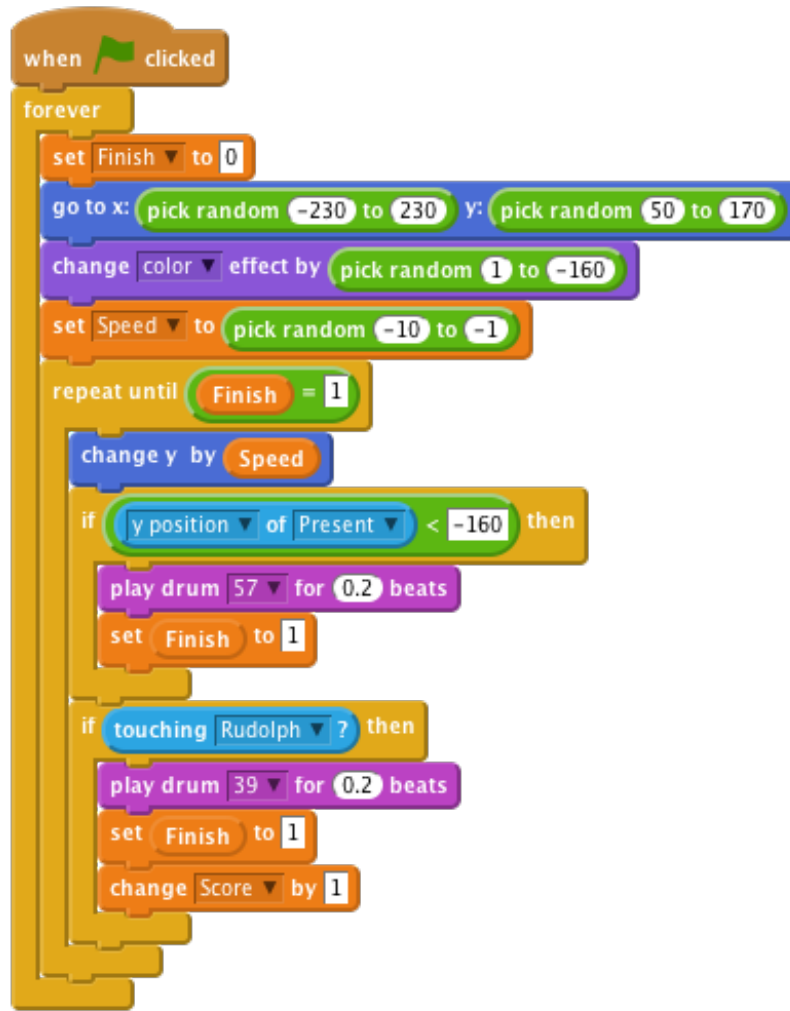 when clicked
forever
set Finish to 0
go to x: pick random -230 to 230 y: pick random 50 to 170
change color effect by pick random 1 to -160
set Speed to pick random -10 to -1
repeat until Finish = 1
change y by Speed
if y position of Present < -160 then
play drum 57 for 0.2 beats
set Finish to 1
if touching Rudolph ? then
play drum 39 for 0.2 beats
set Finish to 1
change Score by 1